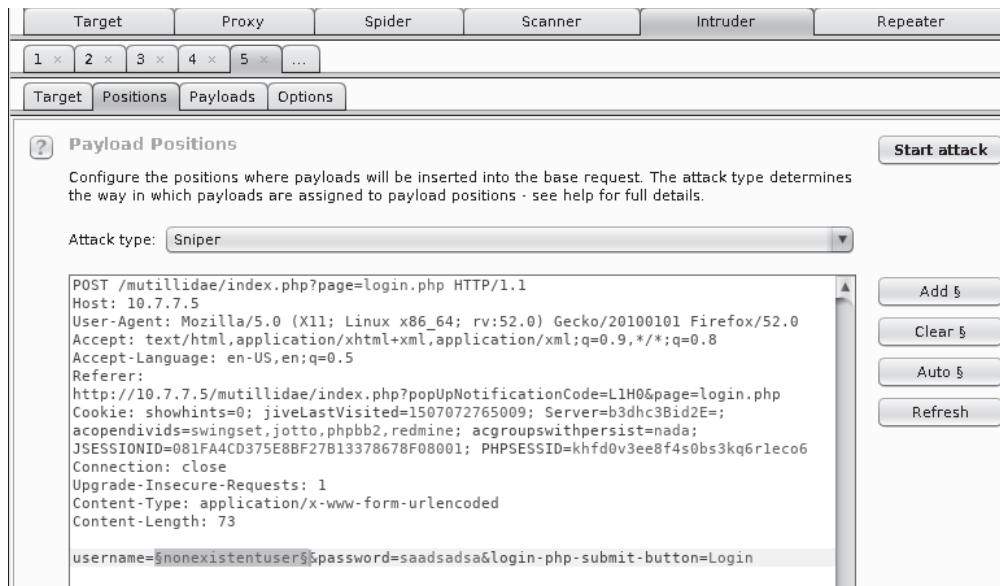 Target Proxy Spider Scanner Intruder Repeater
1 × 2 × 3 × 4 × 5 × ...
Target Positions Payloads Options
? Payload Positions
Start attack
Configure the positions where payloads will be inserted into the base request. The attack type determines
the way in which payloads are assigned to payload positions - see help for full details.
Attack type: Sniper
POST /mutillidae/index.php?page=login.php HTTP/1.1
Host: 10.7.7.5
User-Agent: Mozilla/5.0 (X11; Linux x86_64; rv:52.0) Gecko/20100101 Firefox/52.0
Accept: text/html,application/xhtml+xml,application/xml;q=0.9,*/*;q=0.8
Accept-Language: en-US,en;q=0.5
Referer:
http://10.7.7.5/mutillidae/index.php?popUpNotificationCode=L1H0&page=login.php
Cookie: showhints=0; jiveLastVisited=1507072765009; Server=b3dhc3Bid2E=;
acopendivids=swingset,jotto,phpbb2,redmine; acgroupswithpersist=nada;
JSESSIONID=081FA4CD375E8BF27B13378678F08001; PHPSESSID=khfd0v3ee8f4s0bs3kq6r1eco6
Connection: close
Upgrade-Insecure-Requests: 1
Content-Type: application/x-www-form-urlencoded
Content-Length: 73
username=§nonexistentuser§&password=saadsadsa&login-php-submit-button=Login
Add §
Clear §
Auto §
Refresh